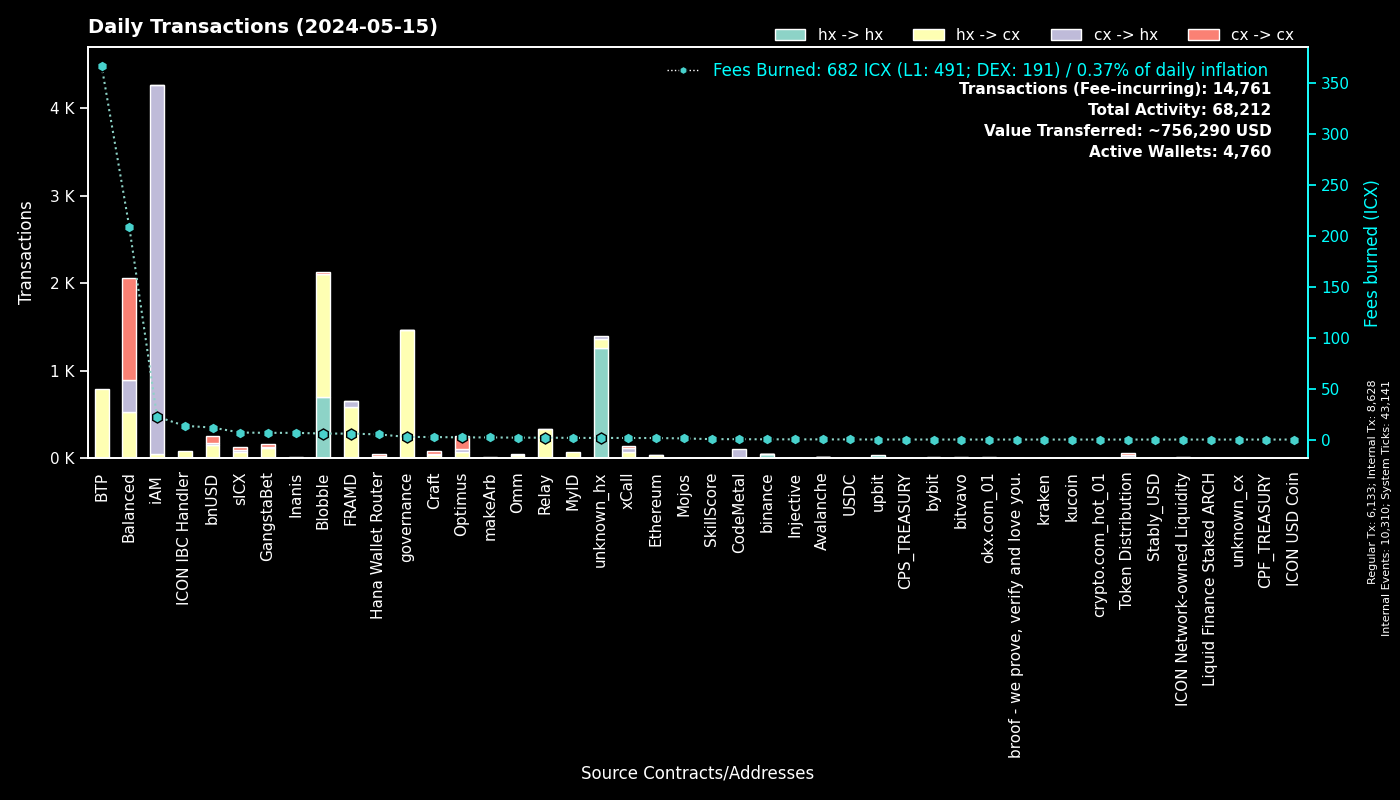 Daily Transactions (2024-05-15)
hx -> hx
hx -> cx
cx -> hx
cx -> cx
Fees Burned: 682 ICX (L1: 491; DEX: 191) / 0.37% of daily inflation
Transactions (Fee-incurring): 14,761
Total Activity: 68,212
Value Transferred: ~756,290 USD
Active Wallets: 4,760
Transactions
4 K
3 K
2 K
1 K
0 K
350
300
250
200
150
100
50
0
Fees burned (ICX)
Regular Tx: 6,133; Internal Tx: 8,628
Internal Events: 10,310; System Ticks: 43,141
BTP
Balanced
iAM
ICON IBC Handler
bnUSD
sICX
GangstaBet
Inanis
Blobble
FRAMD
Hana Wallet Router
governance
Craft
Optimus
makeArb
Omm
Relay
MyID
unknown_hx
xCall
Ethereum
Mojos
SkillScore
CodeMetal
binance
Injective
Avalanche
USDC
upbit
CPS_TREASURY
bybit
bitvavo
okx.com_01
broof - we prove, verify and love you.
kraken
kucoin
crypto.com_hot_01
Token Distribution
Stably_USD
ICON Network-owned Liquidity
Liquid Finance Staked ARCH
unknown_cx
CPF_TREASURY
ICON USD Coin
Source Contracts/Addresses